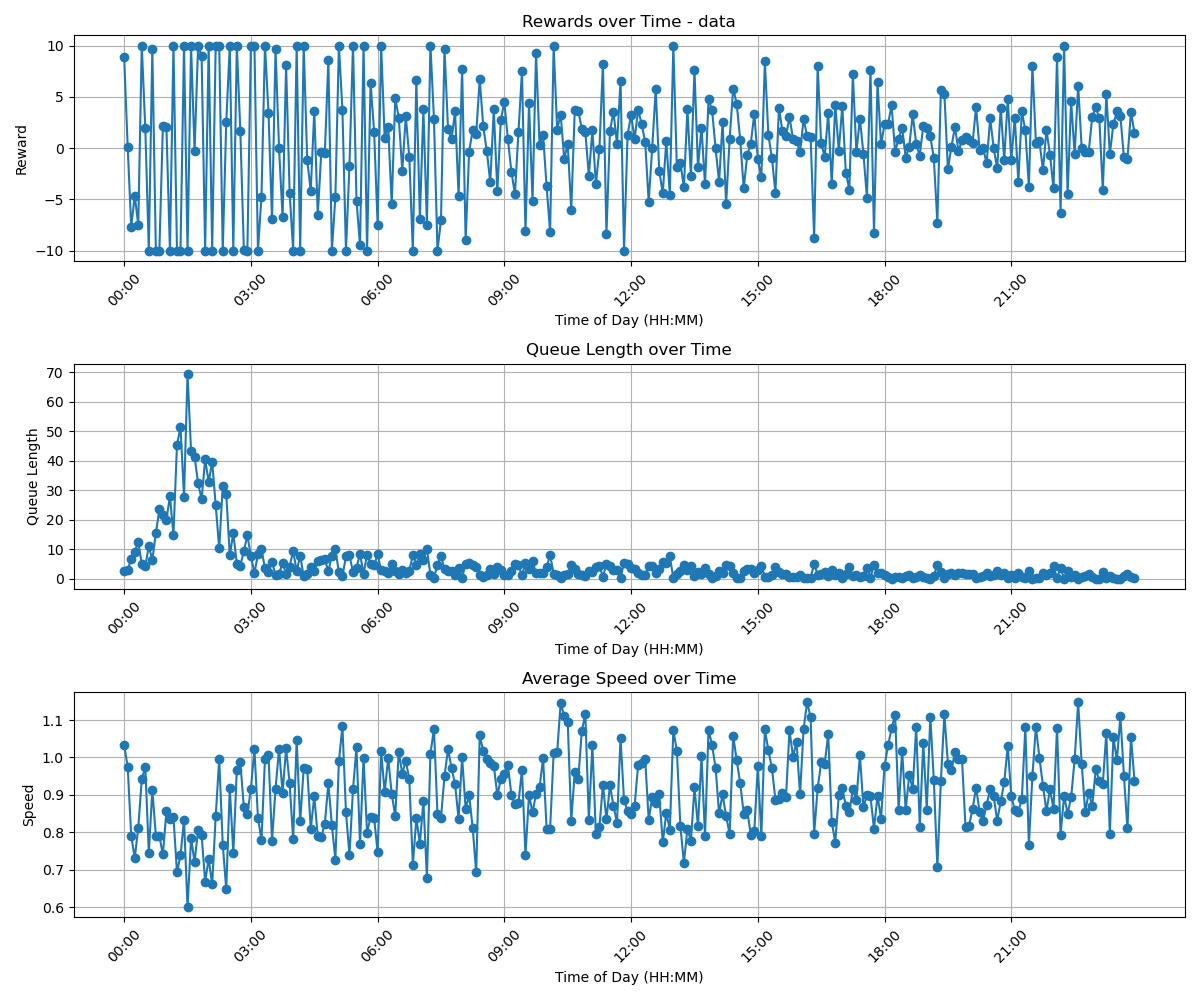 Rewards over Time - data
10
5
0
−5
−10
Reward
00:00 03:00 06:00 09:00 12:00 15:00 18:00 21:00
Time of Day (HH:MM)
Queue Length over Time
70
60
50
40
30
20
10
0
Queue Length
00:00 03:00 06:00 09:00 12:00 15:00 18:00 21:00
Time of Day (HH:MM)
Average Speed over Time
1.1
1.0
0.9
0.8
0.7
0.6
Speed
00:00 03:00 06:00 09:00 12:00 15:00 18:00 21:00
Time of Day (HH:MM)